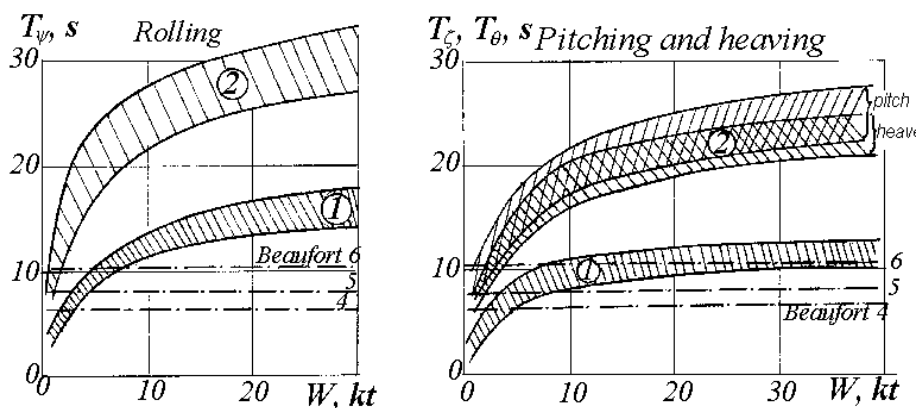 Tψ, s Rolling
30
20
10
0
2
1
Beaufort 6
5
4
0 10 20 W, kt
Tζ, Tθ, s Pitching and heaving
30
20
10
0
pitch
heave
2
1
6
5
Beaufort 4
0 10 20 30 W, kt